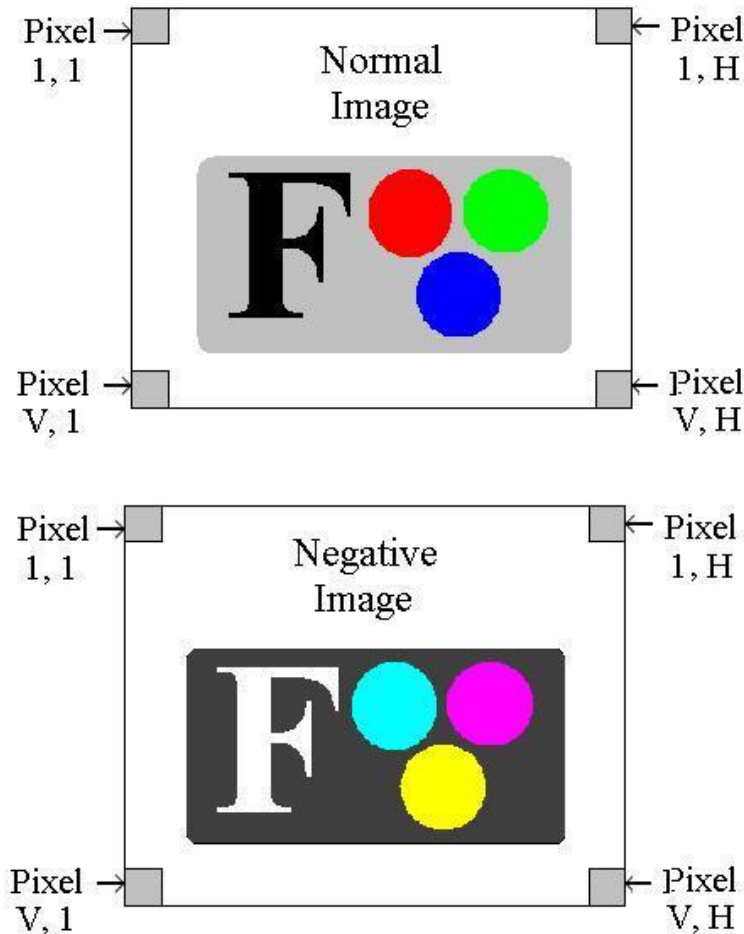 Pixel
1, 1
Pixel
1, H
Normal
Image
F
Pixel
V, 1
Pixel
V, H
Pixel
1, 1
Pixel
1, H
Negative
Image
F
Pixel
V, 1
Pixel
V, H